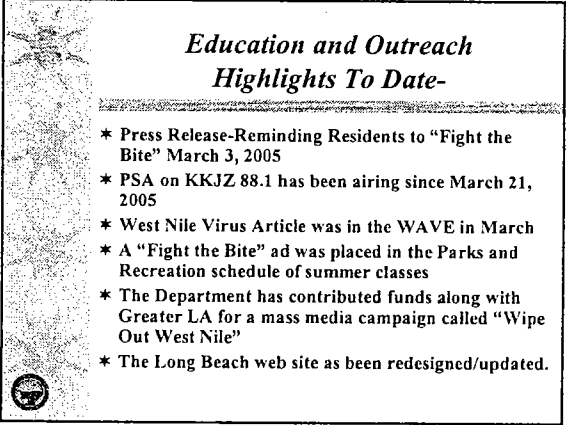 Education and Outreach
Highlights To Date-
* Press Release-Reminding Residents to "Fight the
Bite" March 3, 2005
* PSA on KKJZ 88.1 has been airing since March 21,
2005
* West Nile Virus Article was in the WAVE in March
* A "Fight the Bite" ad was placed in the Parks and
Recreation schedule of summer classes
* The Department has contributed funds along with
Greater LA for a mass media campaign called "Wipe
Out West Nile"
* The Long Beach web site as been redesigned/updated.